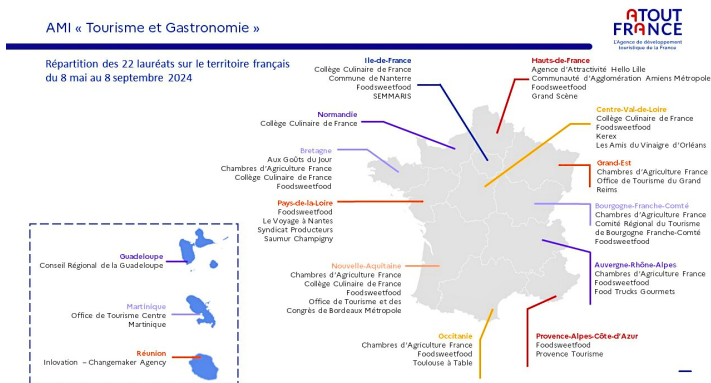 AMI « Tourisme et Gastronomie »
ATOUT
FRANCE
L'Agence de développement
touristique de la France
Répartition des 22 lauréats sur le territoire français
du 8 mai au 8 septembre 2024
Ile-de-France
Collège Culinaire de France
Commune de Nanterre
Foodsweetfood
SEMMARIS
Hauts-de-France
Agence d'Attractivité Hello Lille
Communauté d'Agglomération Amiens Métropole
Foodsweetfood
Grand Scène
Normandie
Collège Culinaire de France
Centre-Val-de-Loire
Collège Culinaire de France
Foodsweetfood
Kerex
Les Amis du Vinaigre d'Orléans
Bretagne
Aux Goûts du Jour
Chambres d'Agriculture France
Collège Culinaire de France
Foodsweetfood
Grand-Est
Chambres d'Agriculture France
Office de Tourisme du Grand
Reims
Pays-de-la-Loire
Foodsweetfood
Le Voyage à Nantes
Syndicat Producteurs
Saumur Champigny
Bourgogne-Franche-Comté
Chambres d'Agriculture France
Comité Régional du Tourisme
de Bourgogne Franche-Comté
Foodsweetfood
Guadeloupe
Conseil Régional de la Guadeloupe
Nouvelle-Aquitaine
Chambres d'Agriculture France
Collège Culinaire de France
Foodsweetfood
Office de Tourisme et des
Congrès de Bordeaux Métropole
Auvergne-Rhône-Alpes
Chambres d'Agriculture France
Foodsweetfood
Food Trucks Gourmets
Martinique
Office de Tourisme Centre
Martinique
Réunion
Inlovation – Changemaker Agency
Occitanie
Chambres d'Agriculture France
Foodsweetfood
Toulouse à Table
Provence-Alpes-Côte-d'Azur
Foodsweetfood
Provence Tourisme